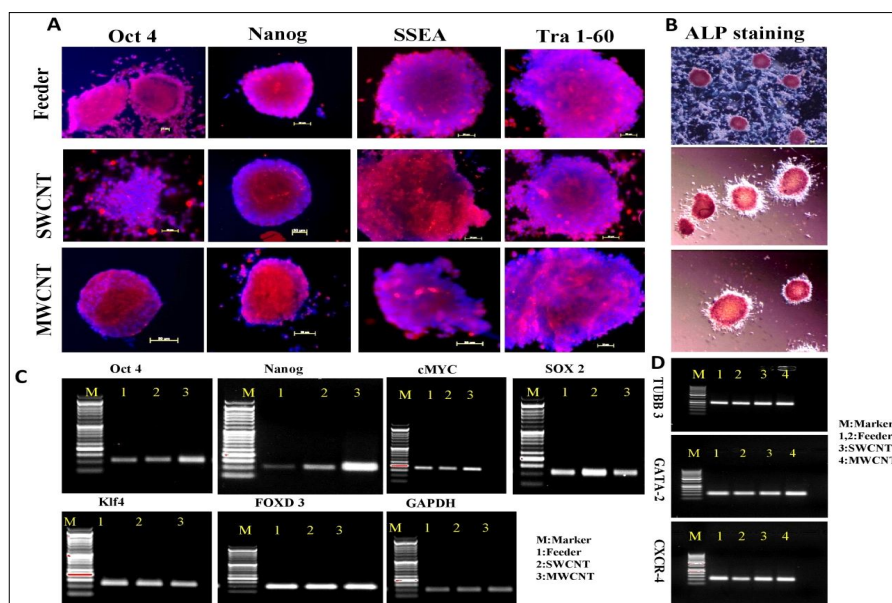 A
Oct 4 Nanog SSEA Tra 1-60
Feeder
SWCNT
MWCNT
B
ALP staining
C
Oct 4 Nanog cMYC SOX 2
M 1 2 3
M 1 2 3
M 1 2 3
M 1 2 3
Klf4 FOXD 3 GAPDH
M 1 2 3
M 1 2 3
M 1 2 3
M:Marker
1:Feeder
2:SWCNT
3:MWCNT
D
TUBB 3
M 1 2 3 4
GATA-2
M 1 2 3 4
CXCR-4
M 1 2 3 4
M:Marker
1,2:Feeder
3:SWCNT
4:MWCNT